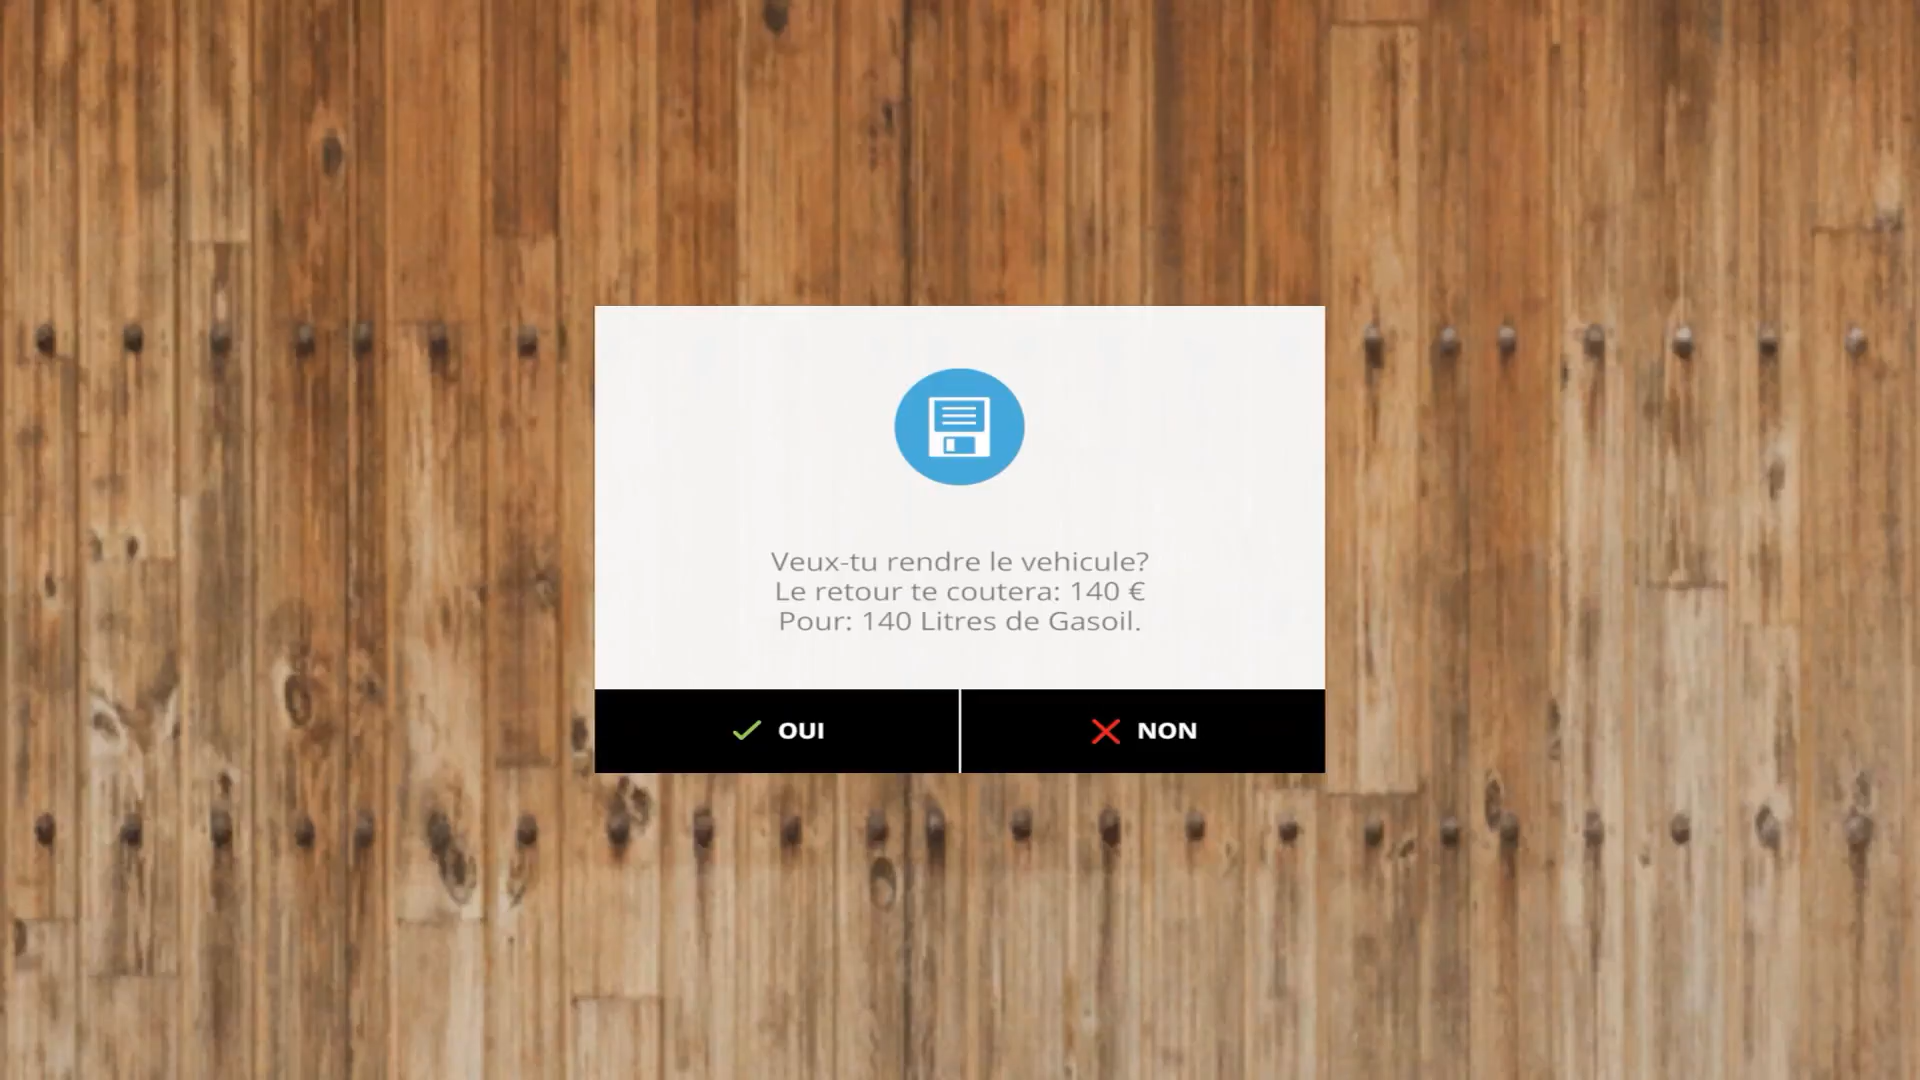 Veux-tu rendre le vehicule?
Le retour te coutera: 140 €
Pour: 140 Litres de Gasoil.
OUI
NON